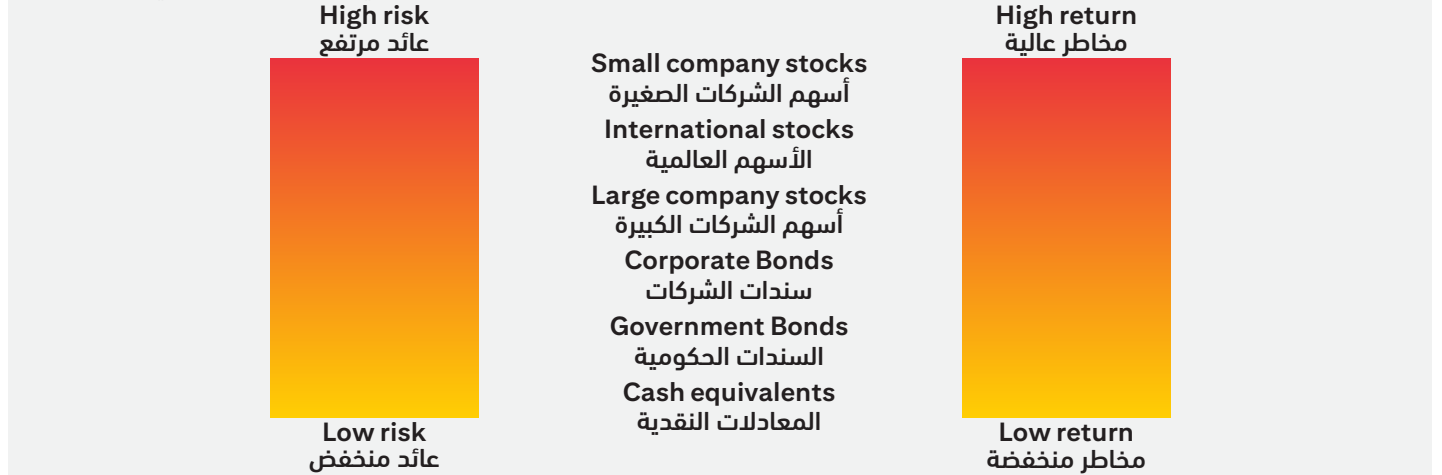 High risk
عائد مرتفع
High return
مخاطر عالية
Small company stocks
أسهم الشركات الصغيرة
International stocks
الأسهم العالمية
Large company stocks
أسهم الشركات الكبيرة
Corporate Bonds
سندات الشركات
Government Bonds
السندات الحكومية
Cash equivalents
المعادلات النقدية
Low risk
عائد منخفض
Low return
مخاطر منخفضة